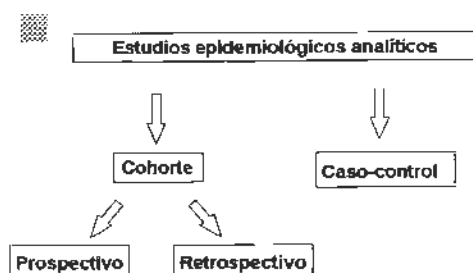 Estudios epidemiológicos analíticos
Cohorte
Caso-control
Prospectivo
Retrospectivo